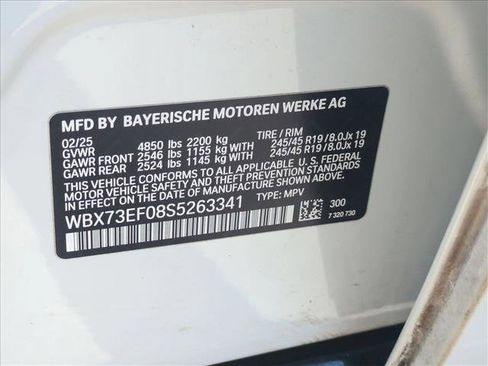 MFD BY BAYERISCHE MOTOREN WERKE AG
02/25 TIRE / RIM
GVWR 4850 lbs 2200 kg
GAWR FRONT 2546 lbs 1155 kg WITH 245/45 R19 / 8.0Jx 19
GAWR REAR 2524 lbs 1145 kg WITH 245/45 R19 / 8.0Jx 19
THIS VEHICLE CONFORMS TO ALL APPLICABLE U. S. FEDERAL
MOTOR VEHICLE SAFETY STANDARDS IN EFFECT ON THE
DATE OF MANUFACTURE SHOWN ABOVE.
WBX73EF08S5263341 TYPE: MPV 300
7 320 730